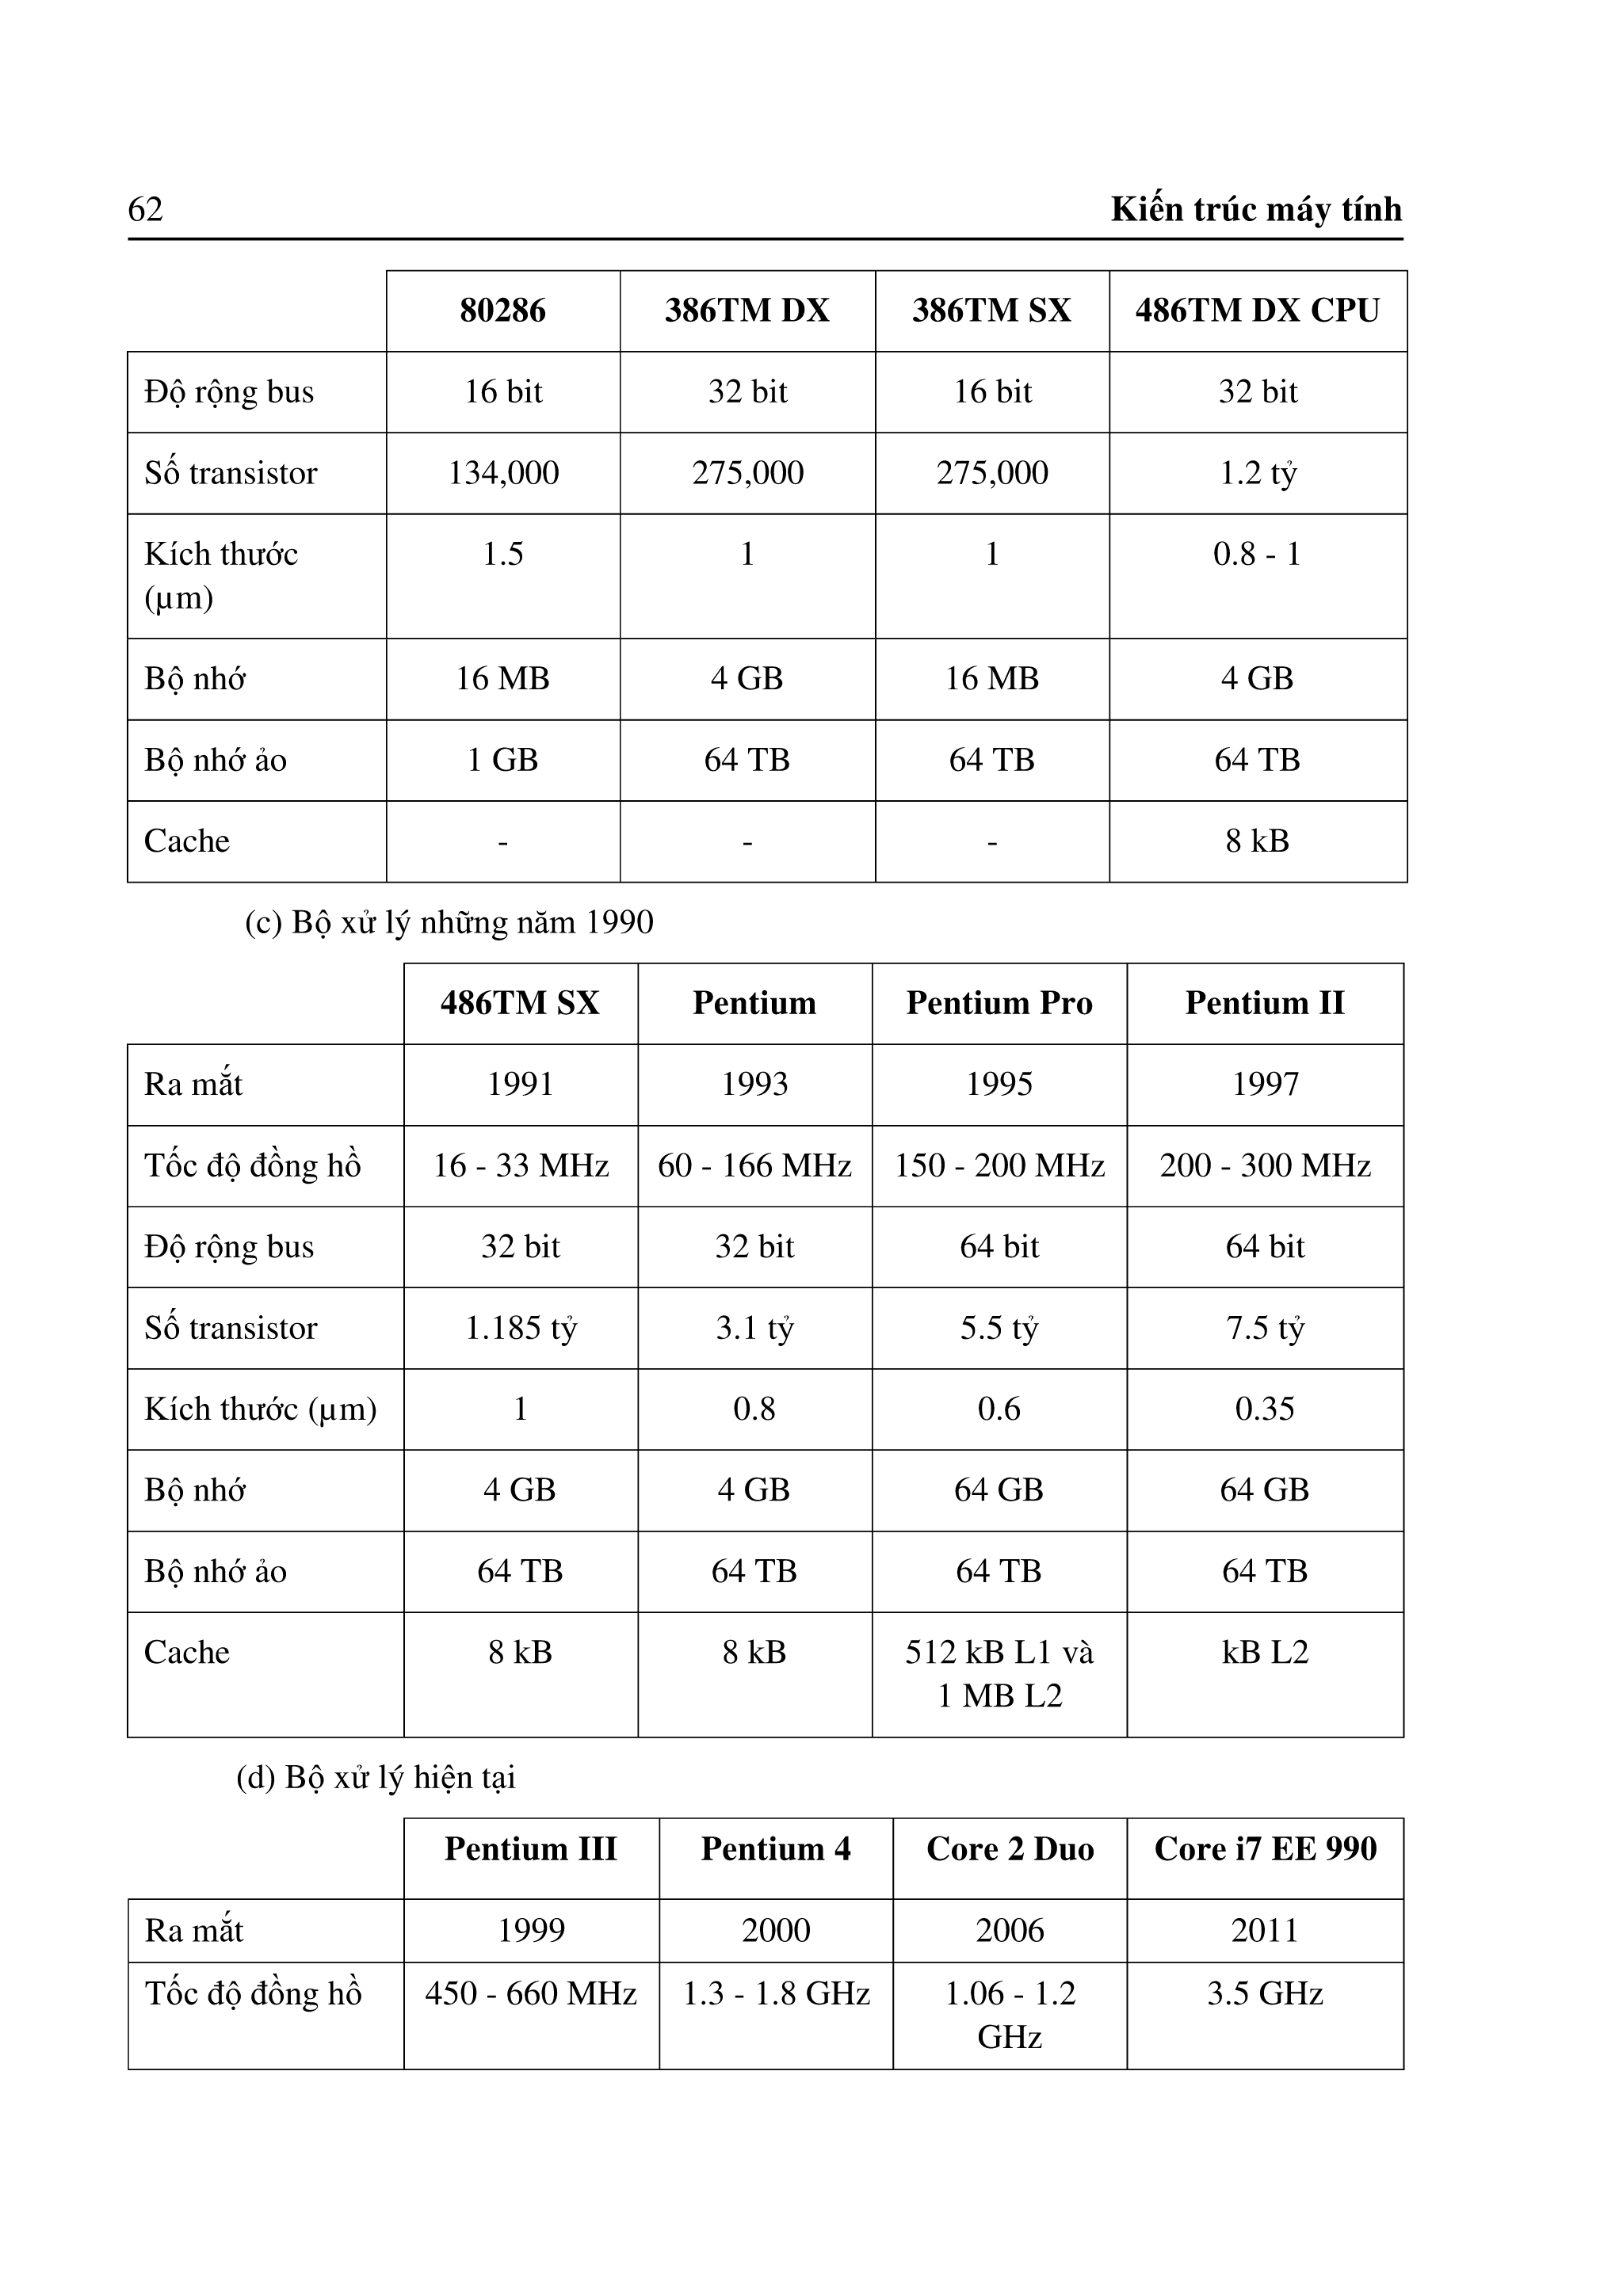 62 Kiến trúc máy tính
80286 386TM DX 386TM SX 486TM DX CPU
Độ rộng bus 16 bit 32 bit 16 bit 32 bit
Số transistor 134,000 275,000 275,000 1.2 tỷ
Kích thước 1.5 1 1 0.8 - 1
(µm)
Bộ nhớ 16 MB 4 GB 16 MB 4 GB
Bộ nhớ ảo 1 GB 64 TB 64 TB 64 TB
Cache - - - 8 kB
(c) Bộ xử lý những năm 1990
486TM SX Pentium Pentium Pro Pentium II
Ra mắt 1991 1993 1995 1997
Tốc độ đồng hồ 16 - 33 MHz 60 - 166 MHz 150 - 200 MHz 200 - 300 MHz
Độ rộng bus 32 bit 32 bit 64 bit 64 bit
Số transistor 1.185 tỷ 3.1 tỷ 5.5 tỷ 7.5 tỷ
Kích thước (µm) 1 0.8 0.6 0.35
Bộ nhớ 4 GB 4 GB 64 GB 64 GB
Bộ nhớ ảo 64 TB 64 TB 64 TB 64 TB
Cache 8 kB 8 kB 512 kB L1 và kB L2
1 MB L2
(d) Bộ xử lý hiện tại
Pentium III Pentium 4 Core 2 Duo Core i7 EE 990
Ra mắt 1999 2000 2006 2011
Tốc độ đồng hồ 450 - 660 MHz 1.3 - 1.8 GHz 1.06 - 1.2 3.5 GHz
GHz